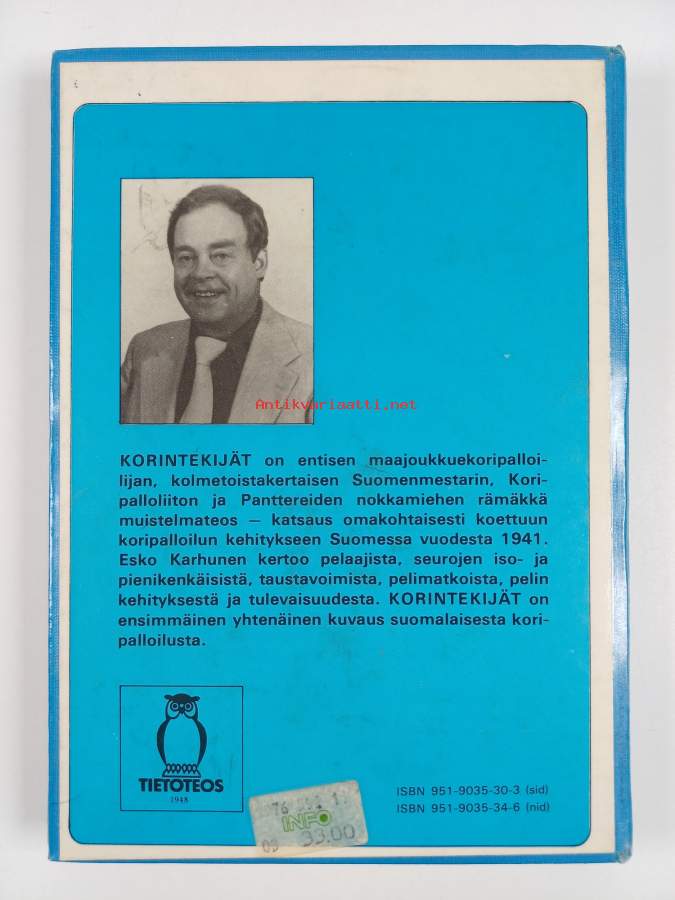 Antikvariaatti.net
KORINTEKIJÄT on entisen maajoukkuekoripalloi-
lijan, kolmetoistakertaisen Suomenmestarin, Kori-
palloliiton ja Panttereiden nokkamiehen rämäkkä
muistelmateos – katsaus omakohtaisesti koettuun
koripalloilun kehitykseen Suomessa vuodesta 1941.
Esko Karhunen kertoo pelaajista, seurojen iso- ja
pienikenkäisistä, taustavoimista, pelimatkoista, pelin
kehityksestä ja tulevaisuudesta. KORINTEKIJÄT on
ensimmäinen yhtenäinen kuvaus suomalaisesta kori-
palloilusta.
TIETOTEOS
1948
ISBN 951-9035-30-3 (sid)
ISBN 951-9035-34-6 (nid)
76
INFO
09 33.00